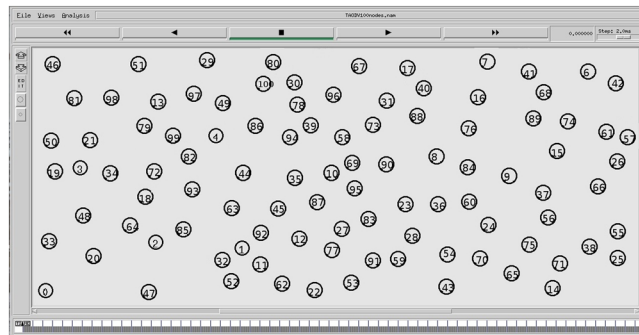 File Views Analysis TAODV100nodes.nam
0.000000 Step: 2.0ms
46 51 29 80 67 17 7 41 6 42
81 98 13 97 49 100 30 78 96 31 40 16 68
50 21 79 99 4 86 94 39 58 73 88 76 89 74 61 57
19 3 34 72 82 44 35 10 69 90 8 84 9 15 26
48 18 93 63 45 87 95 83 23 36 60 37 66
33 64 2 85 92 12 27 28 24 56 55
20 32 1 11 77 91 59 54 70 75 71 38 25
0 47 52 62 22 53 43 65 14